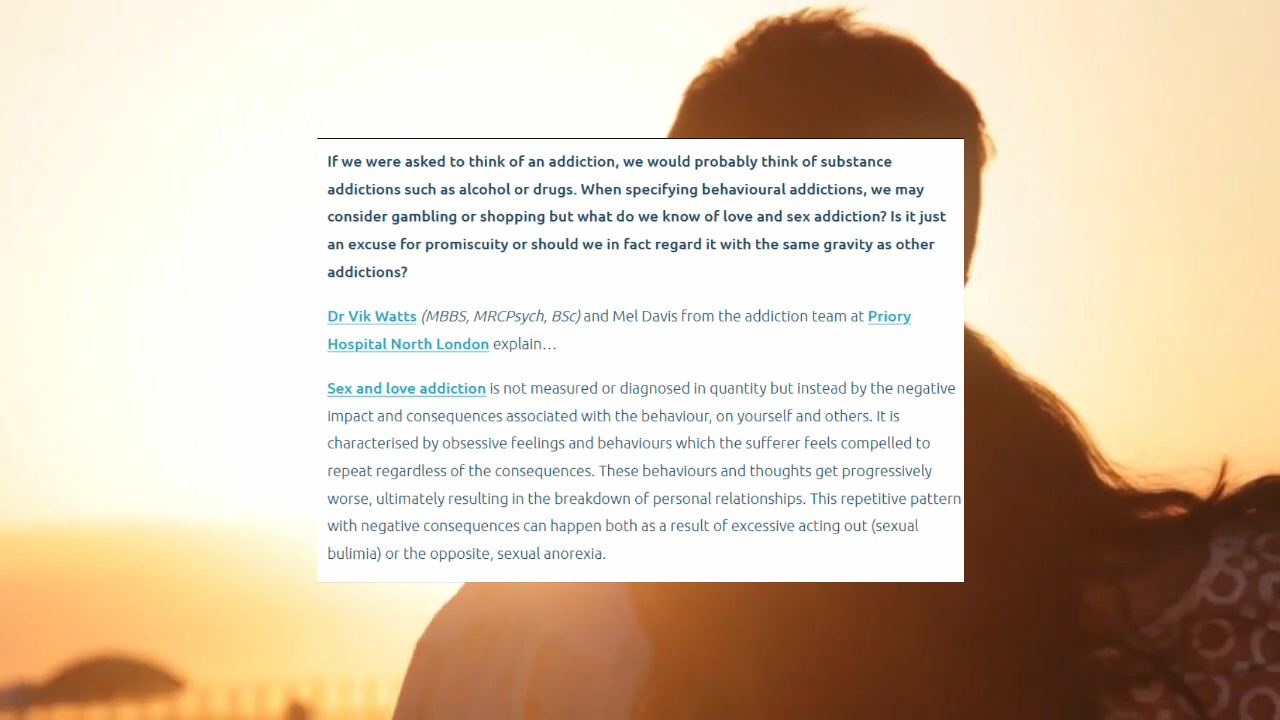 If we were asked to think of an addiction, we would probably think of substance
addictions such as alcohol or drugs. When specifying behavioural addictions, we may
consider gambling or shopping but what do we know of love and sex addiction? Is it just
an excuse for promiscuity or should we in fact regard it with the same gravity as other
addictions?
Dr Vik Watts (MBBS, MRCPsych, BSc) and Mel Davis from the addiction team at Priory
Hospital North London explain…
Sex and love addiction is not measured or diagnosed in quantity but instead by the negative
impact and consequences associated with the behaviour, on yourself and others. It is
characterised by obsessive feelings and behaviours which the sufferer feels compelled to
repeat regardless of the consequences. These behaviours and thoughts get progressively
worse, ultimately resulting in the breakdown of personal relationships. This repetitive pattern
with negative consequences can happen both as a result of excessive acting out (sexual
bulimia) or the opposite, sexual anorexia.